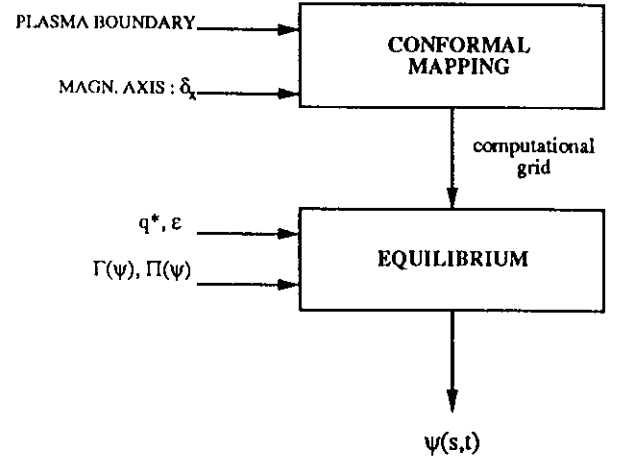 PLASMA BOUNDARY
CONFORMAL
MAPPING
MAGN. AXIS : δₓ
computational
grid
q*, ε
EQUILIBRIUM
Γ(ψ), Π(ψ)
ψ(s,t)